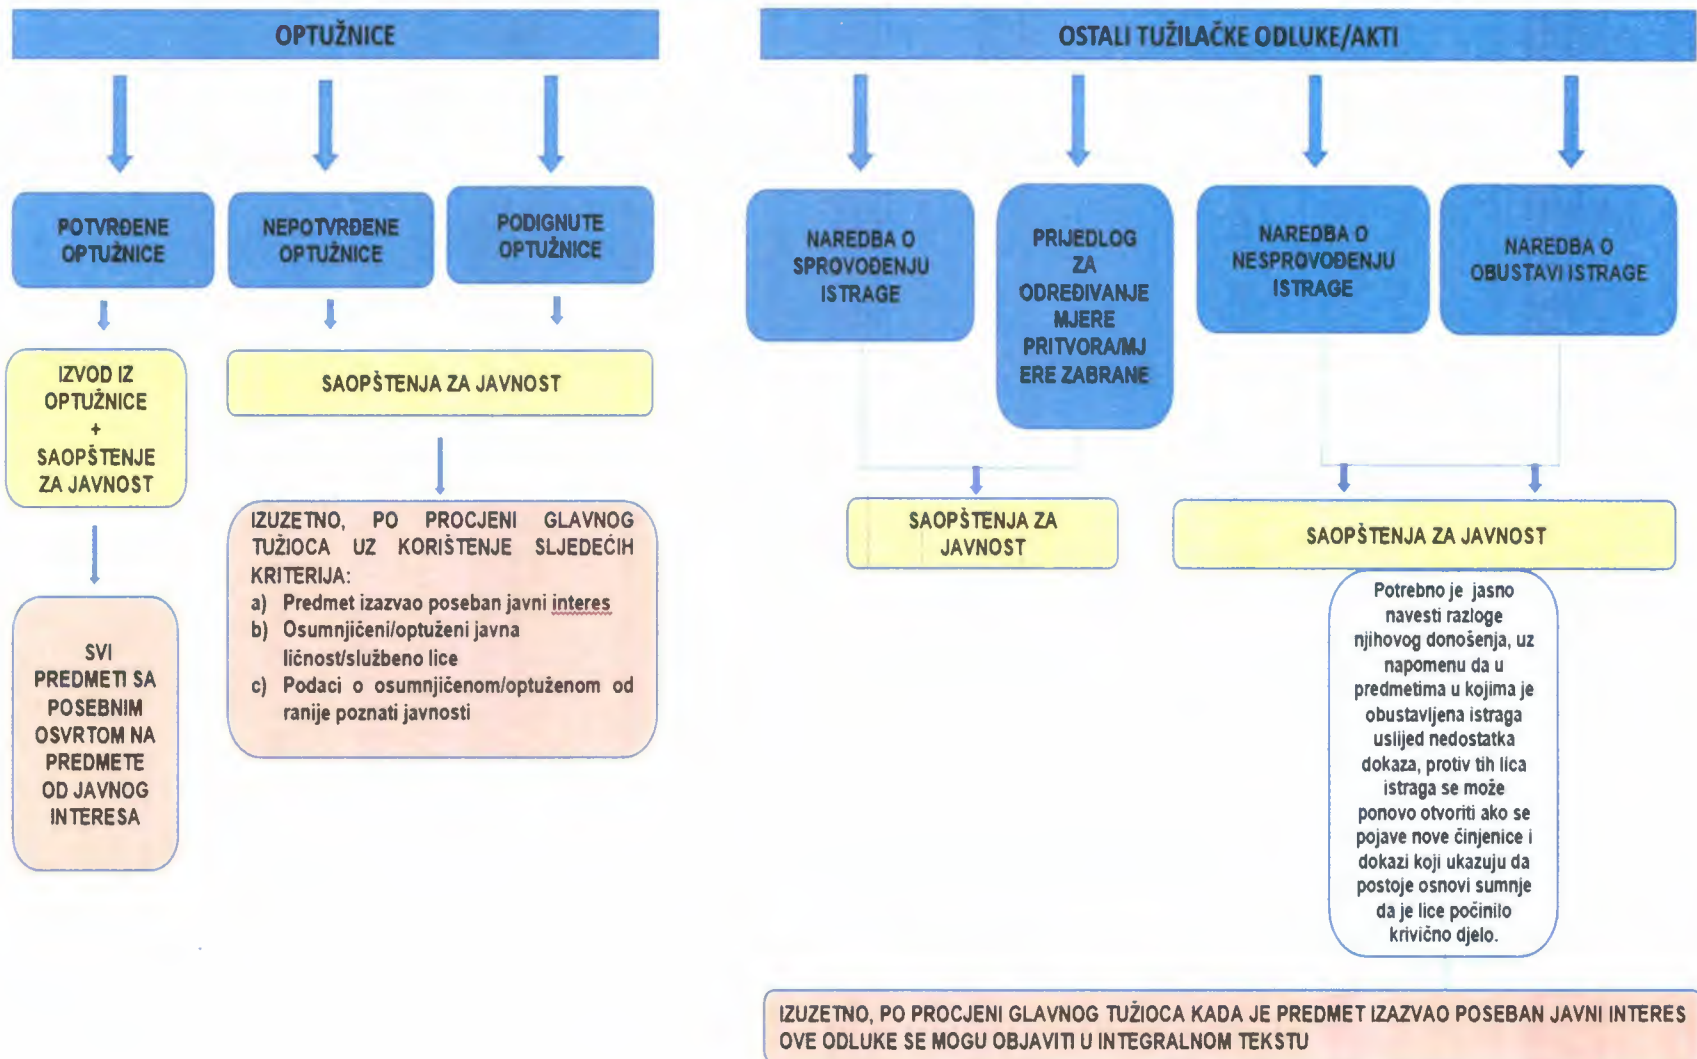 OPTUŽNICE
POTVRĐENE
OPTUŽNICE
NEPOTVRĐENE
OPTUŽNICE
PODIGNUTE
OPTUŽNICE
IZVOD IZ
OPTUŽNICE
+
SAOPŠTENJE
ZA JAVNOST
SAOPŠTENJA ZA JAVNOST
SVI
PREDMETI SA
POSEBNIM
OSVRTOM NA
PREDMETE
OD JAVNOG
INTERESA
IZUZETNO, PO PROCJENI GLAVNOG
TUŽIOCA UZ KORIŠTENJE SLJEDEĆIH
KRITERIJA:
a) Predmet izazvao poseban javni interes
b) Osumnjičeni/optuženi javna
ličnost/službeno lice
c) Podaci o osumnjičenom/optuženom od
ranije poznati javnosti
OSTALI TUŽILAČKE ODLUKE/AKTI
NAREDBA O
SPROVOĐENJU
ISTRAGE
PRIJEDLOG
ZA
ODREĐIVANJE
MJERE
PRITVORA/MJ
ERE ZABRANE
NAREDBA O
NESPROVOĐENJU
ISTRAGE
NAREDBA O
OBUSTAVI ISTRAGE
SAOPŠTENJA ZA
JAVNOST
SAOPŠTENJA ZA JAVNOST
Potrebno je jasno
navesti razloge
njihovog donošenja, uz
napomenu da u
predmetima u kojima je
obustavljena istraga
uslijed nedostatka
dokaza, protiv tih lica
istraga se može
ponovo otvoriti ako se
pojave nove činjenice i
dokazi koji ukazuju da
postoje osnovi sumnje
da je lice počinilo
krivično djelo.
IZUZETNO, PO PROCJENI GLAVNOG TUŽIOCA KADA JE PREDMET IZAZVAO POSEBAN JAVNI INTERES
OVE ODLUKE SE MOGU OBJAVITI U INTEGRALNOM TEKSTU